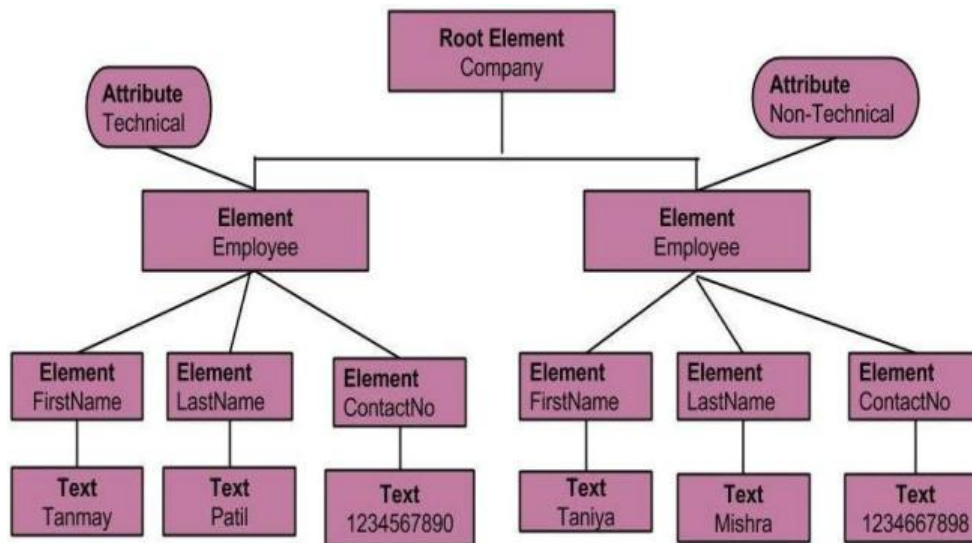 Root Element
Company
Attribute
Technical
Attribute
Non-Technical
Element
Employee
Element
Employee
Element
FirstName
Element
LastName
Element
ContactNo
Element
FirstName
Element
LastName
Element
ContactNo
Text
Tanmay
Text
Patil
Text
1234567890
Text
Taniya
Text
Mishra
Text
1234667898